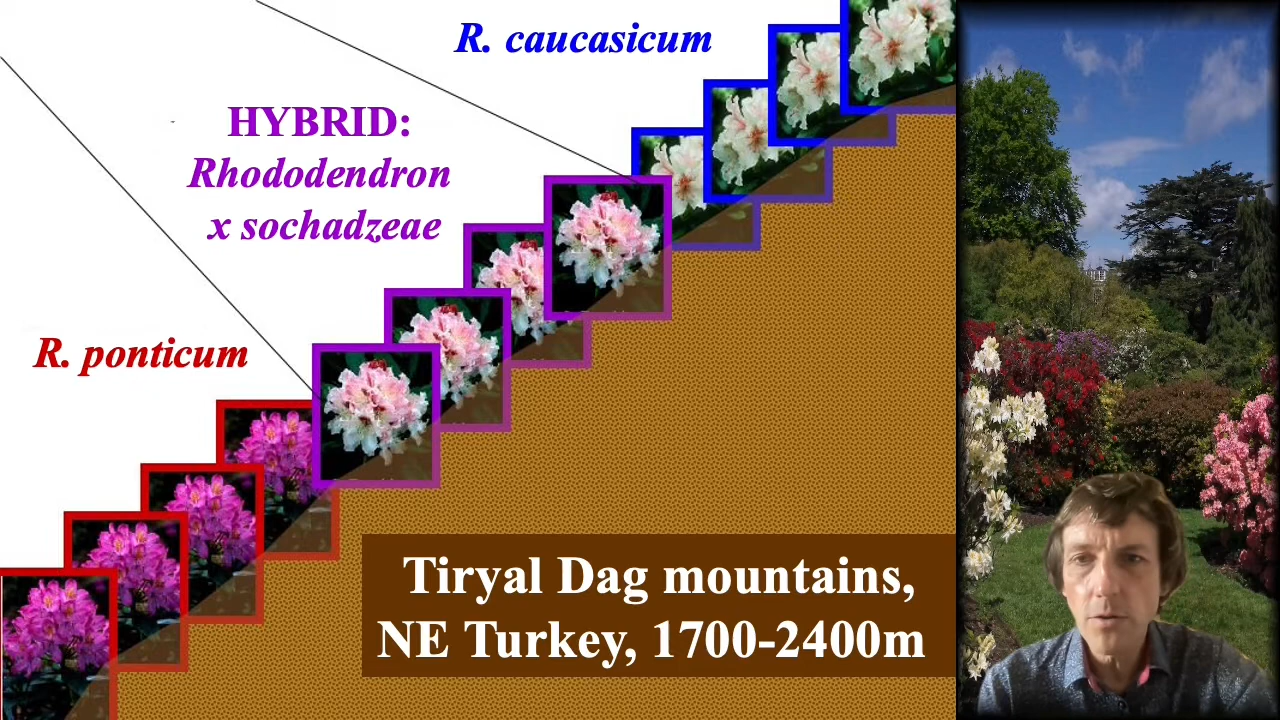 R. caucasicum
HYBRID:
Rhododendron
x sochadzeae
R. ponticum
Tiryal Dag mountains,
NE Turkey, 1700-2400m